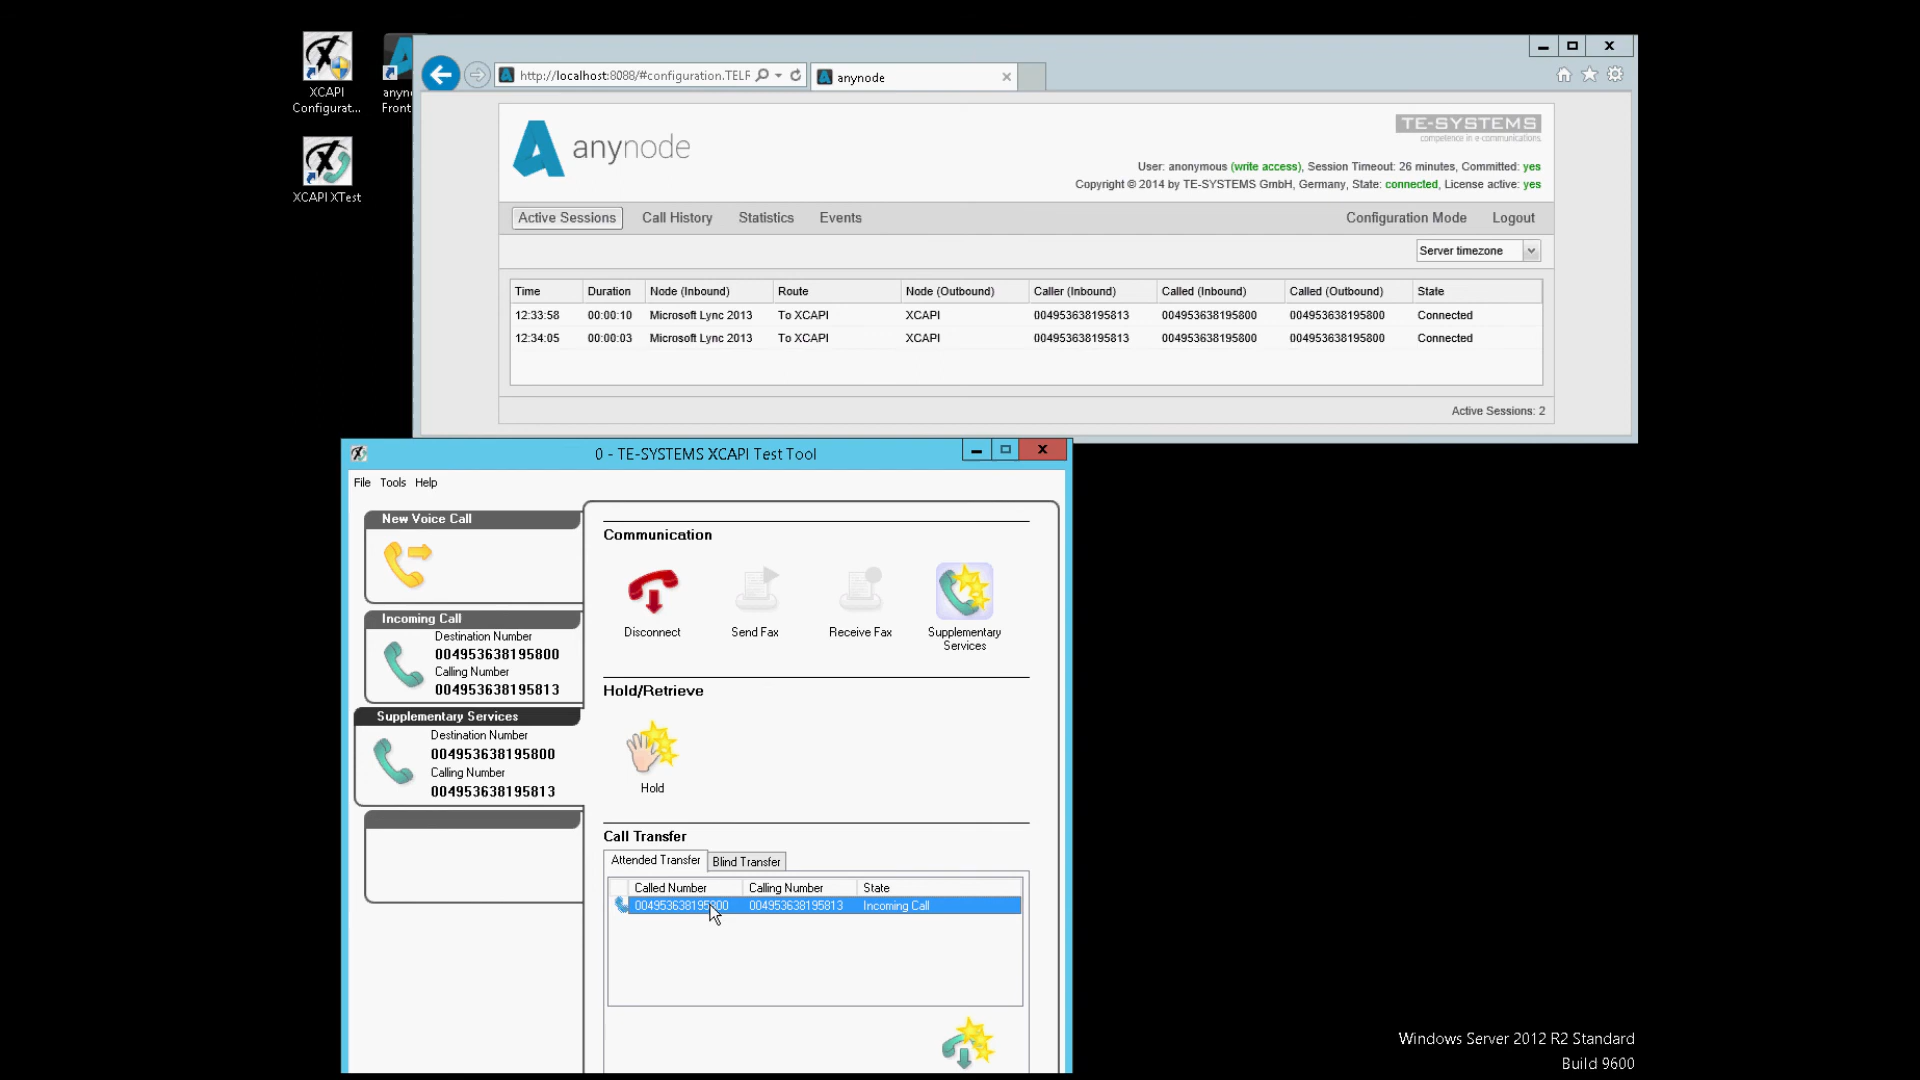 XCAPI
Configurat...
Front
XCAPI XTest
http://localhost:8088/#configuration.TELF
anynode
anynode
TE-SYSTEMS
competence in e-communications.
User: anonymous (write access), Session Timeout: 26 minutes, Committed: yes
Copyright © 2014 by TE-SYSTEMS GmbH, Germany, State: connected, License active: yes
Active Sessions Call History Statistics Events Configuration Mode Logout
Server timezone
Time Duration Node (Inbound) Route Node (Outbound) Caller (Inbound) Called (Inbound) Called (Outbound) State
12:33:58 00:00:10 Microsoft Lync 2013 To XCAPI XCAPI 004953638195813 004953638195800 004953638195800 Connected
12:34:05 00:00:03 Microsoft Lync 2013 To XCAPI XCAPI 004953638195813 004953638195800 004953638195800 Connected
Active Sessions: 2
0 - TE-SYSTEMS XCAPI Test Tool
File Tools Help
New Voice Call
Incoming Call
Destination Number
004953638195800
Calling Number
004953638195813
Supplementary Services
Destination Number
004953638195800
Calling Number
004953638195813
Communication
Disconnect
Send Fax
Receive Fax
Supplementary
Services
Hold/Retrieve
Hold
Call Transfer
Attended Transfer Blind Transfer
Called Number Calling Number State
004953638195800 004953638195813 Incoming Call
Windows Server 2012 R2 Standard
Build 9600